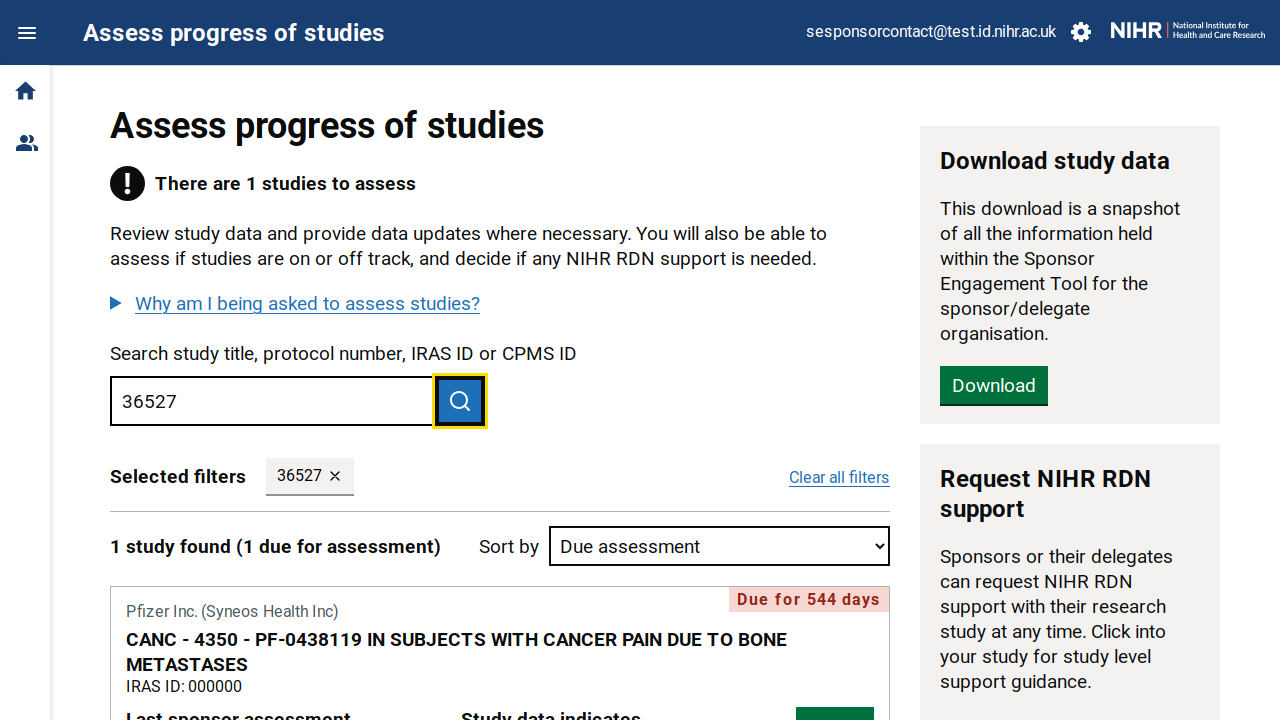 Assess progress of studies
sesponsorcontact@test.id.nihr.ac.uk
NIHR | National Institute for
Health and Care Research
Assess progress of studies
There are 1 studies to assess
Review study data and provide data updates where necessary. You will also be able to
assess if studies are on or off track, and decide if any NIHR RDN support is needed.
Why am I being asked to assess studies?
Search study title, protocol number, IRAS ID or CPMS ID
36527
Selected filters
36527
Clear all filters
1 study found (1 due for assessment)
Sort by
Due assessment
Due for 544 days
Pfizer Inc. (Syneos Health Inc)
CANC - 4350 - PF-0438119 IN SUBJECTS WITH CANCER PAIN DUE TO BONE
METASTASES
IRAS ID: 000000
Last sponsor assessment
Study data indicates
Download study data
This download is a snapshot
of all the information held
within the Sponsor
Engagement Tool for the
sponsor/delegate
organisation.
Download
Request NIHR RDN
support
Sponsors or their delegates
can request NIHR RDN
support with their research
study at any time. Click into
your study for study level
support guidance.